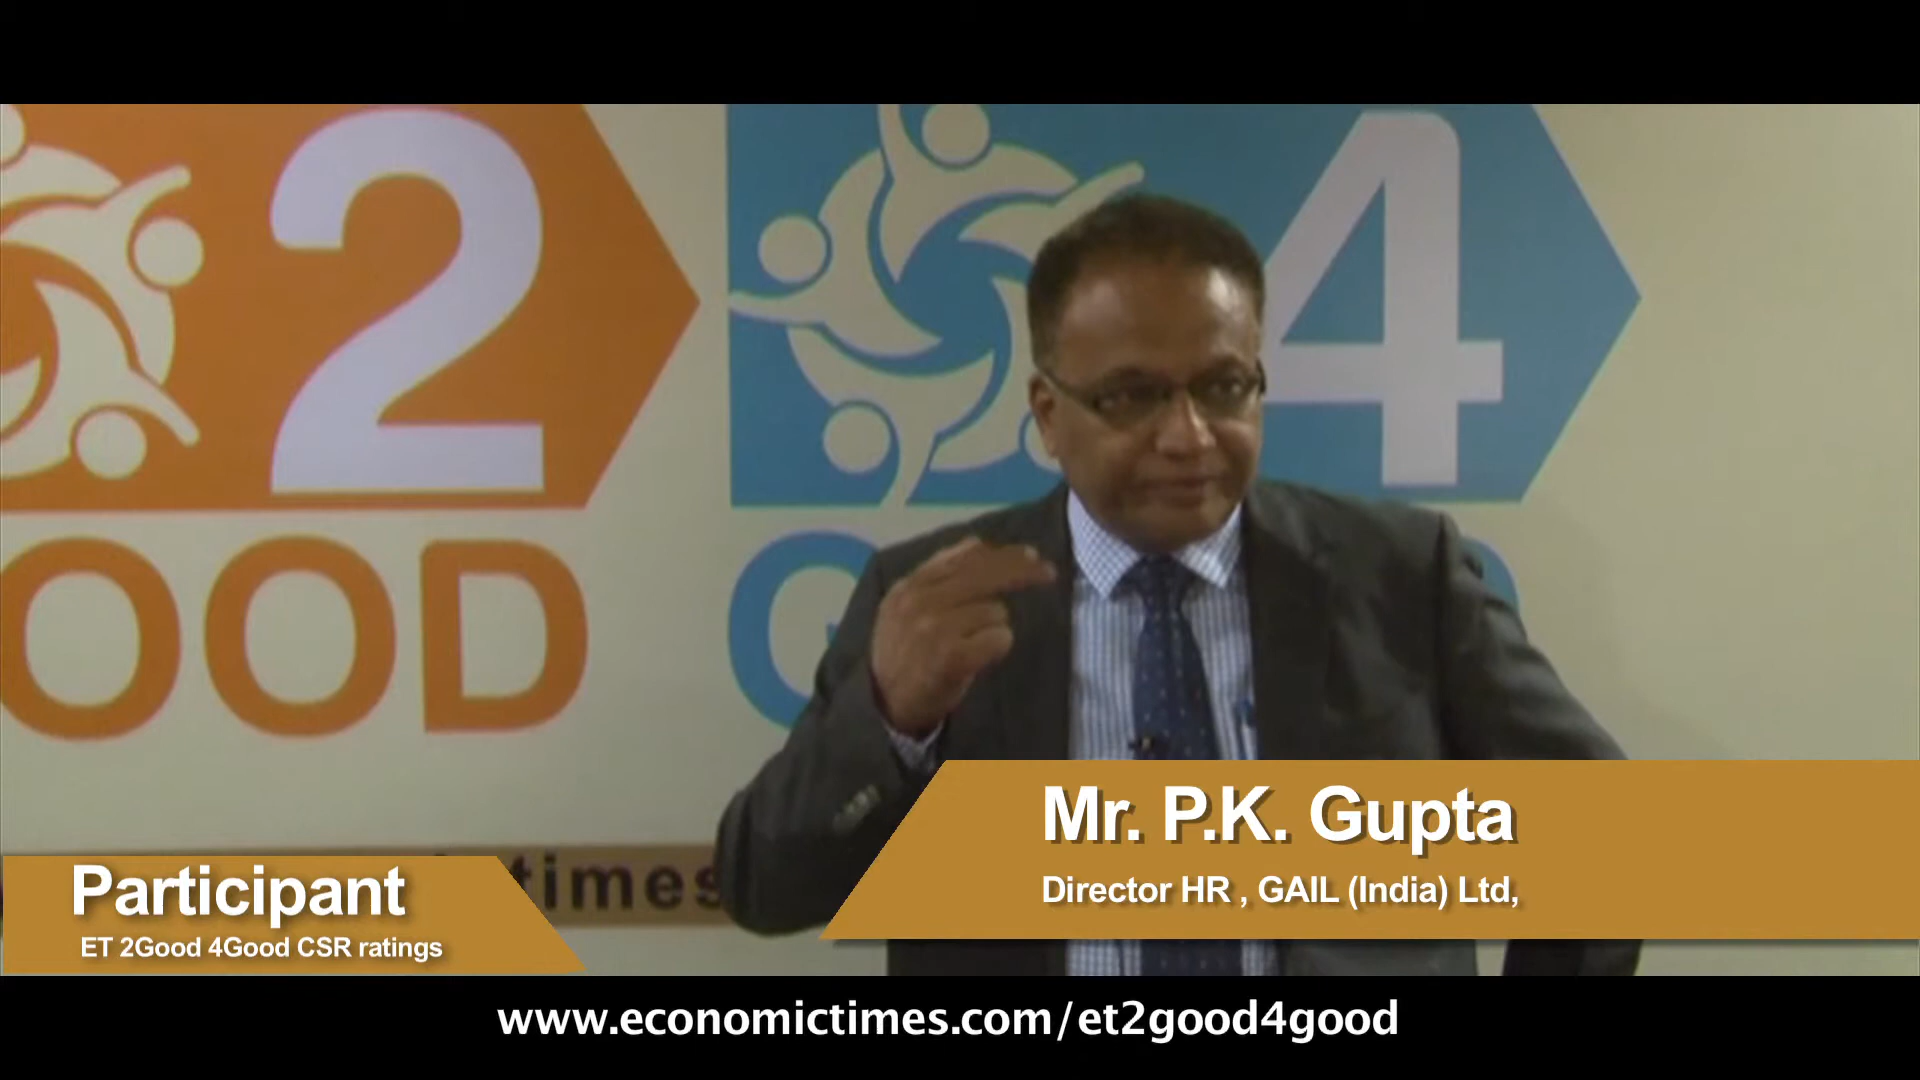 2
4
OOD
times
Mr. P.K. Gupta
Director HR , GAIL (India) Ltd,
Participant
ET 2Good 4Good CSR ratings
www.economictimes.com/et2good4good